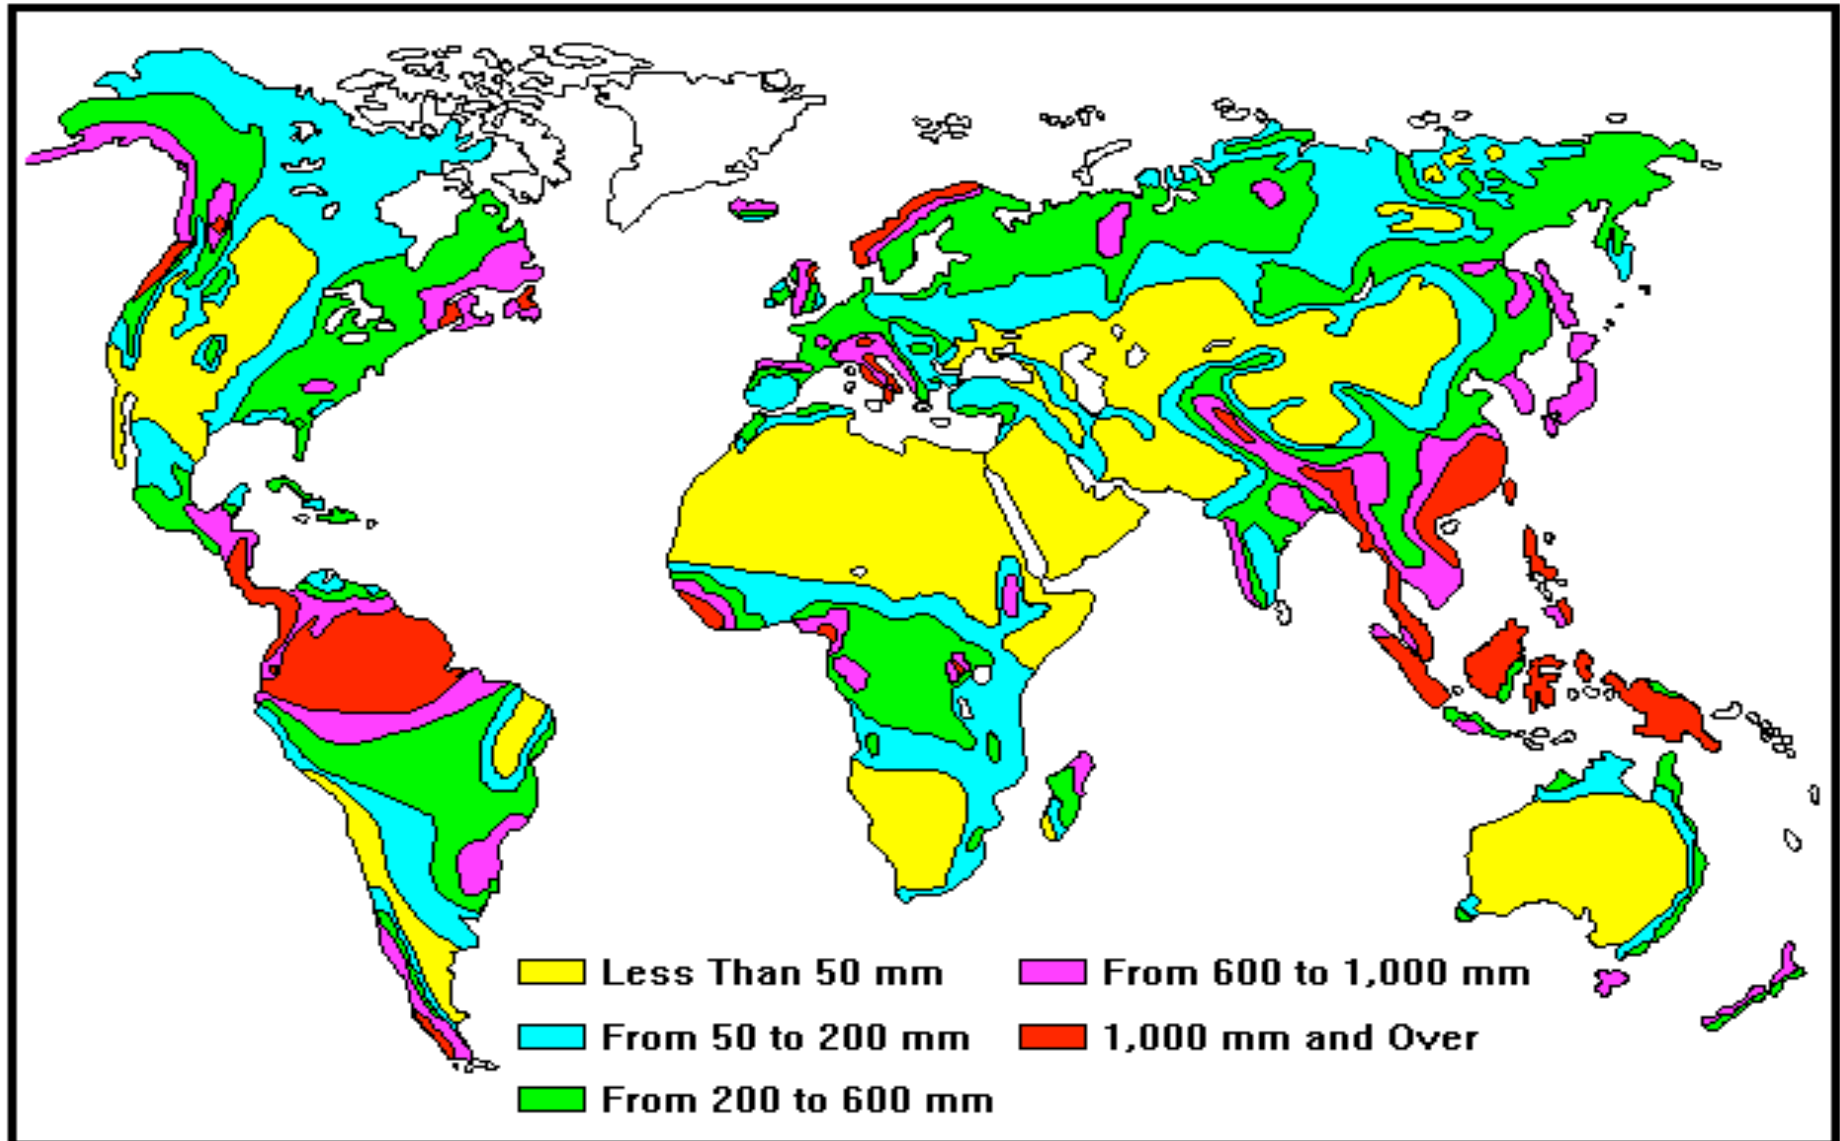 Less Than 50 mm
From 50 to 200 mm
From 200 to 600 mm
From 600 to 1,000 mm
1,000 mm and Over